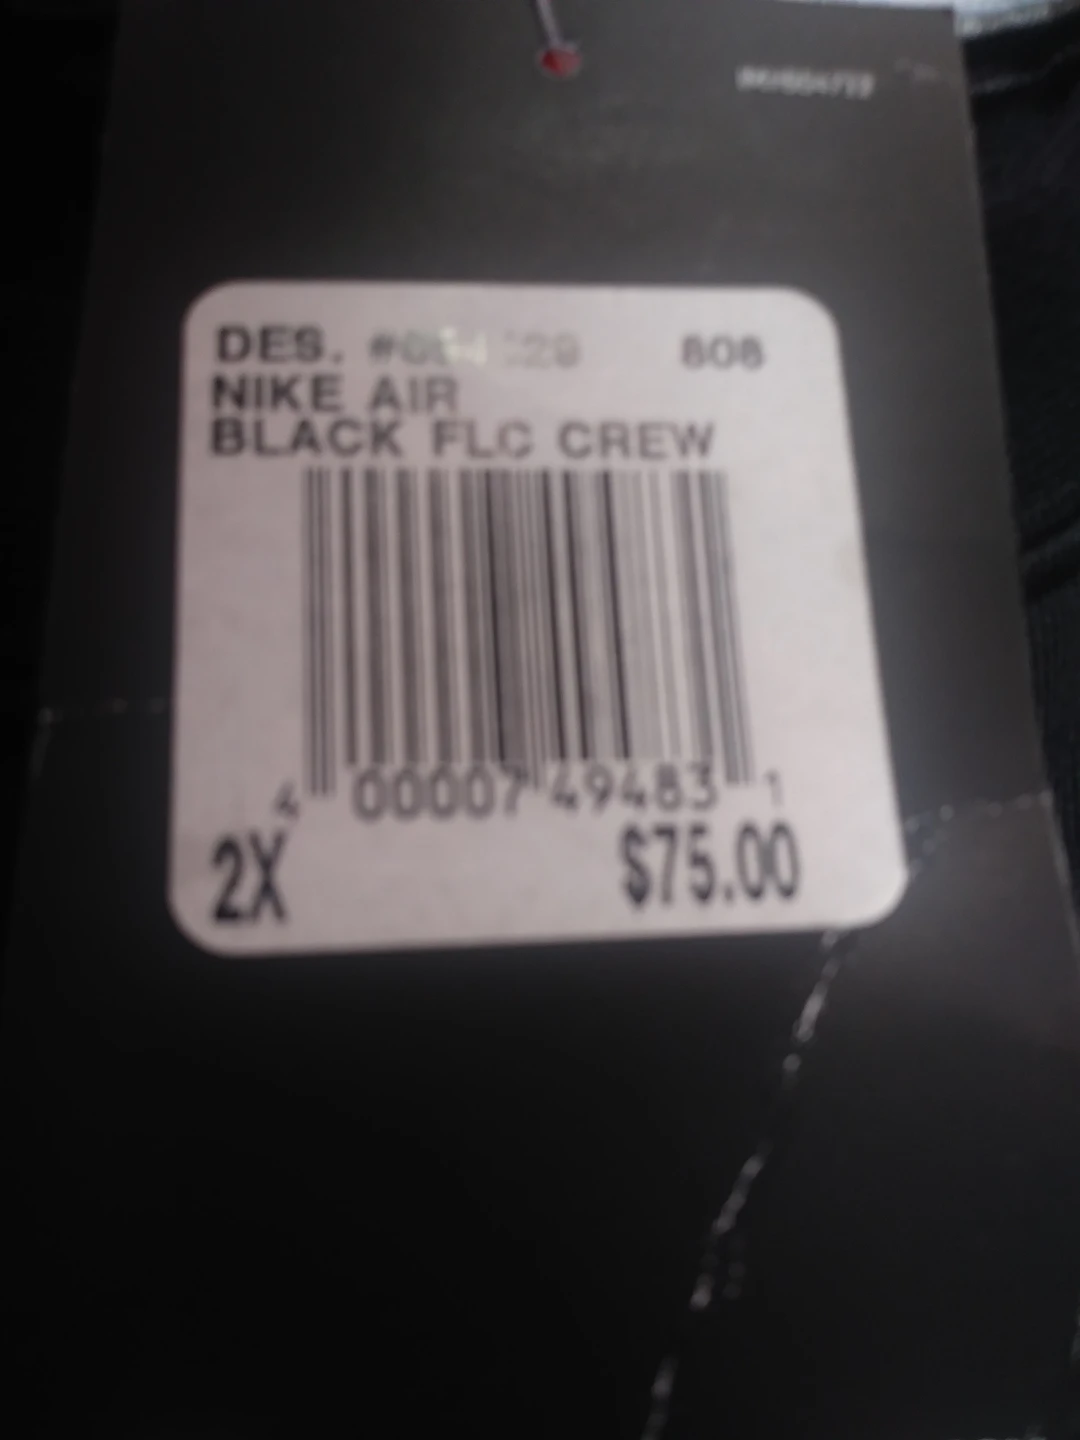 DES. 808
NIKE AIR
BLACK FLC CREW
4 00007 49483 1
2X $75.00